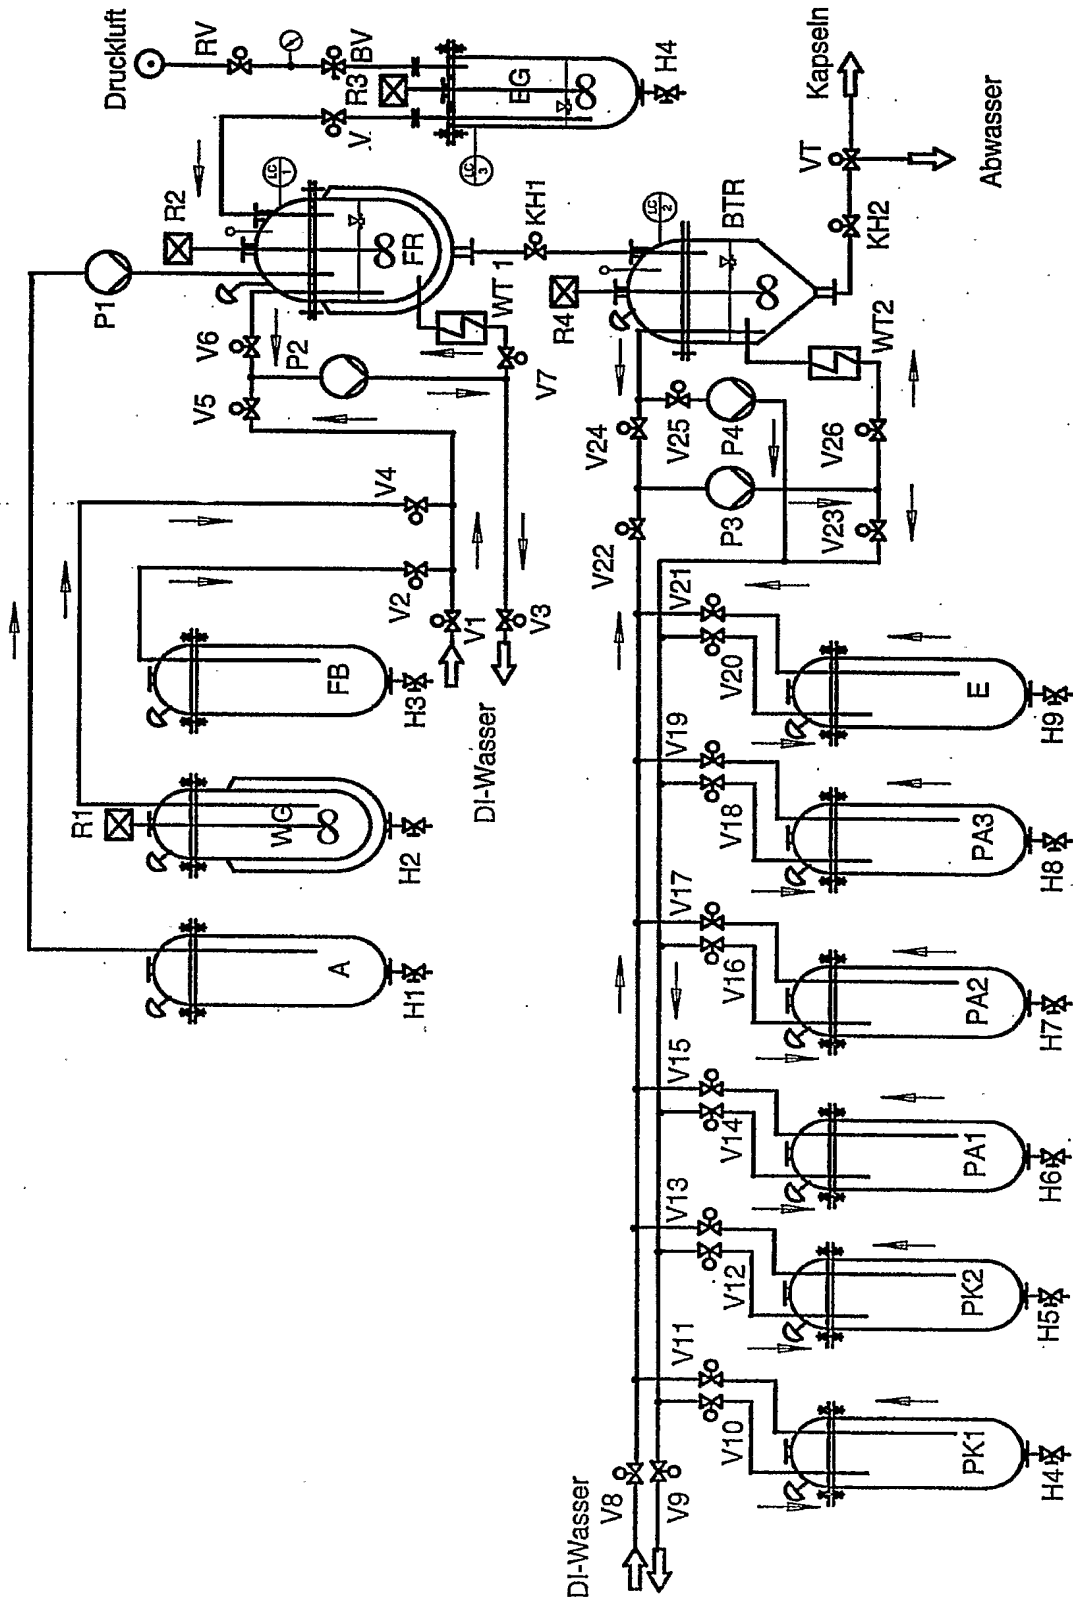 Druckluft
RV
BV
R3
V
EG
H4
LC
3
LC
1
R2
P1
FR
V6
P2
V5
WT 1
V7
KH1
Kapseln
VT
Abwasser
KH2
LC
2
BTR
R4
WT2
V4
V2
V1
V3
DI-Wasser
FB
H3
R1
WG
H2
A
H1
V24
V25
P4
V26
P3
V23
V22
V21
V20
E
H9
V19
V18
PA3
H8
V17
V16
PA2
H7
V15
V14
PA1
H6
V13
V12
PK2
H5
V11
V10
PK1
H4
DI-Wasser
V8
V9